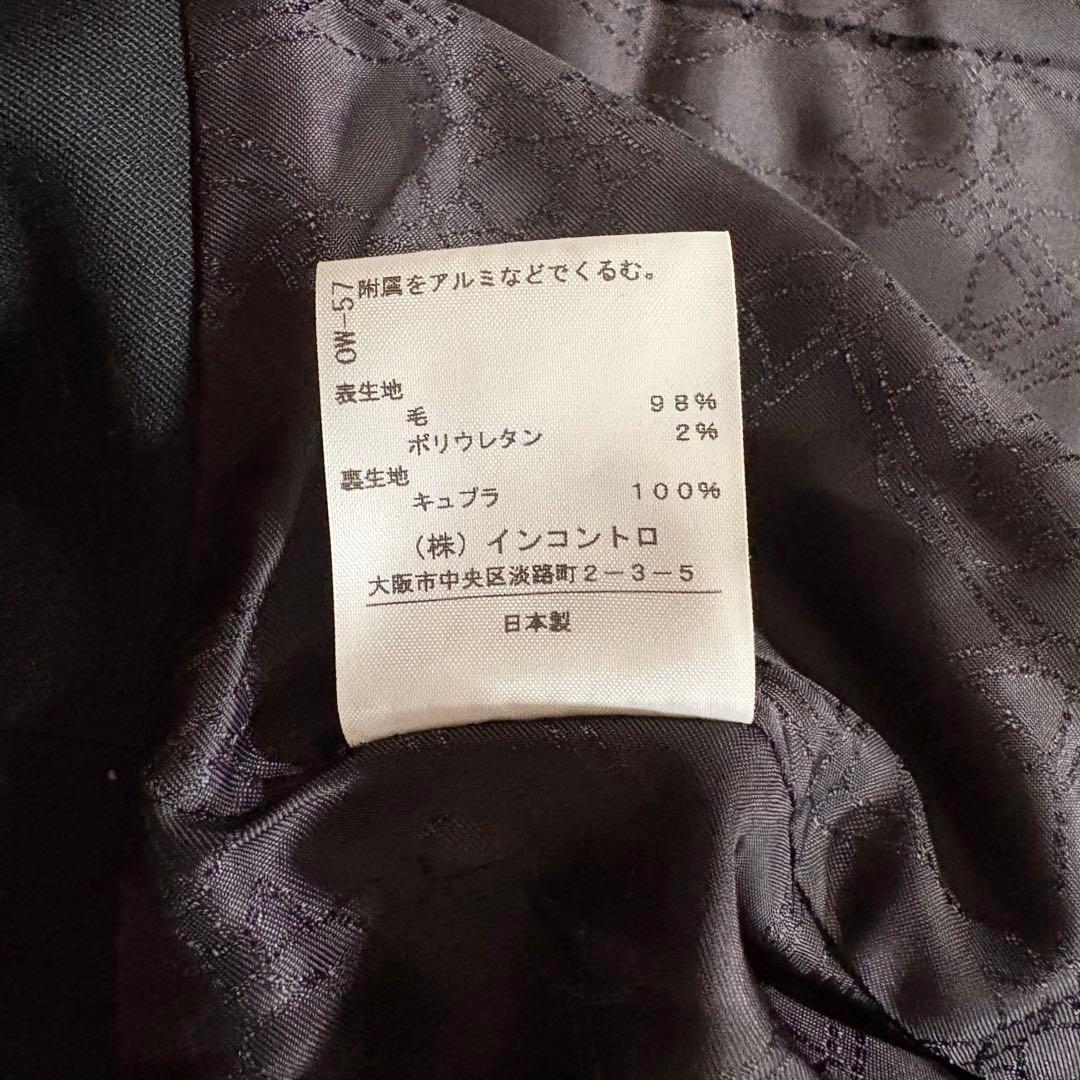 附属をアルミなどでくるむ。
OW-57
表生地
毛 98%
ポリウレタン 2%
裏生地
キュプラ 100%
(株)インコントロ
大阪市中央区淡路町2-3-5
日本製